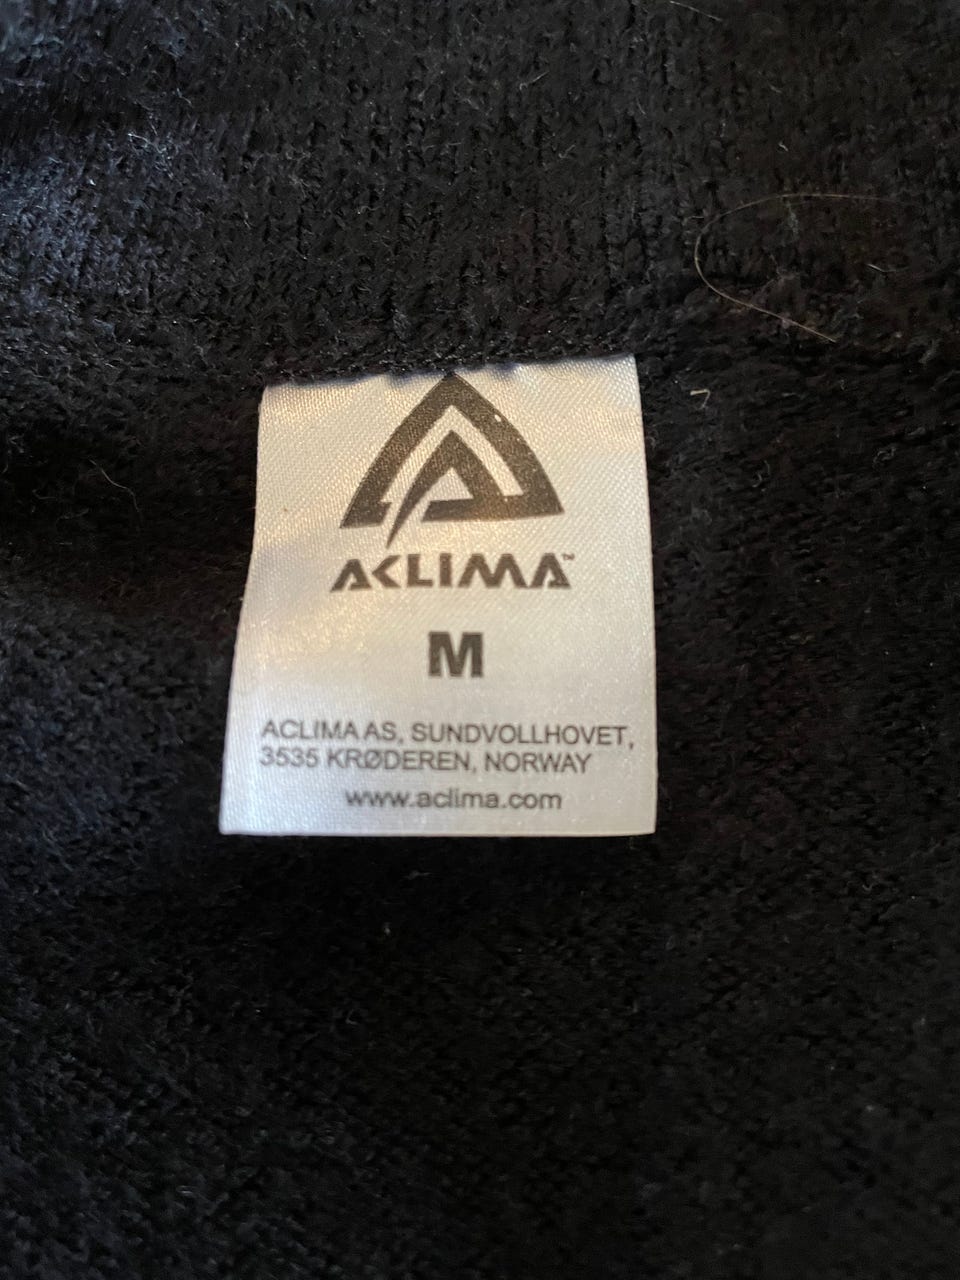 ACLIMA™
M
ACLIMA AS, SUNDVOLLHOVET,
3535 KRØDEREN, NORWAY
www.aclima.com